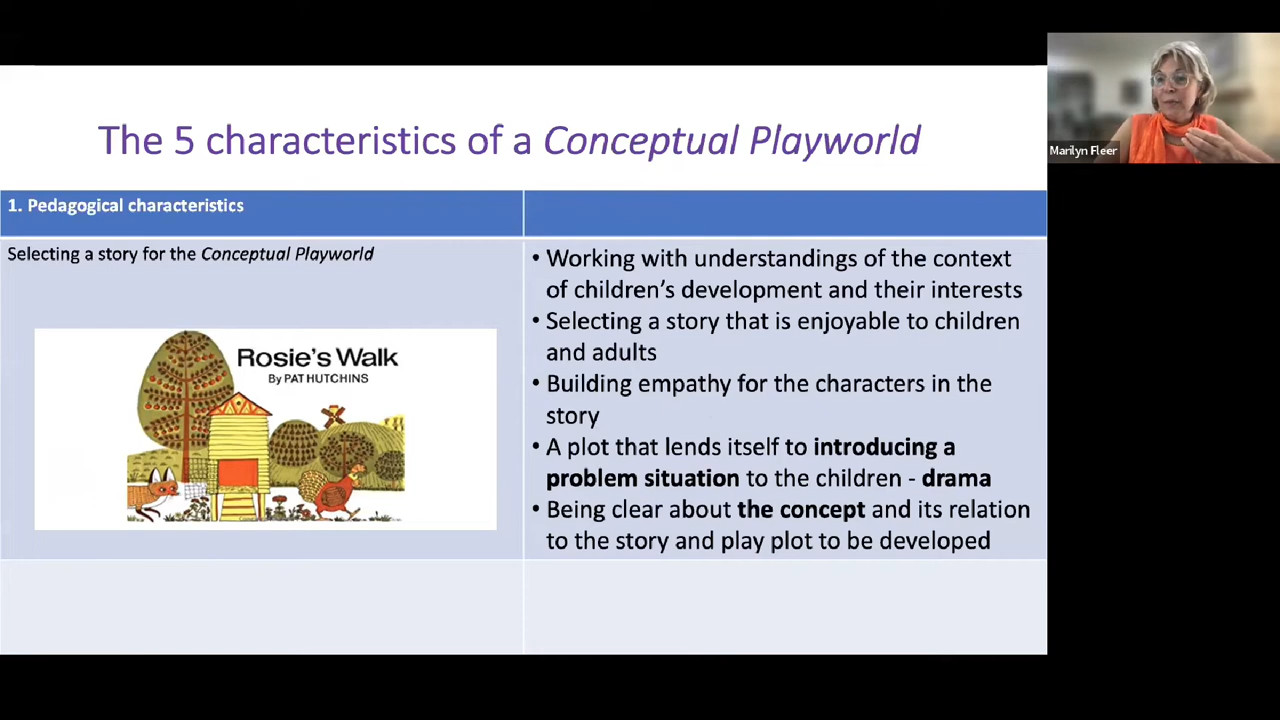 The 5 characteristics of a Conceptual Playworld
Marilyn Fleer
1. Pedagogical characteristics
Selecting a story for the Conceptual Playworld
Rosie's Walk
By PAT HUTCHINS
• Working with understandings of the context
of children’s development and their interests
• Selecting a story that is enjoyable to children
and adults
• Building empathy for the characters in the
story
• A plot that lends itself to introducing a
problem situation to the children - drama
• Being clear about the concept and its relation
to the story and play plot to be developed